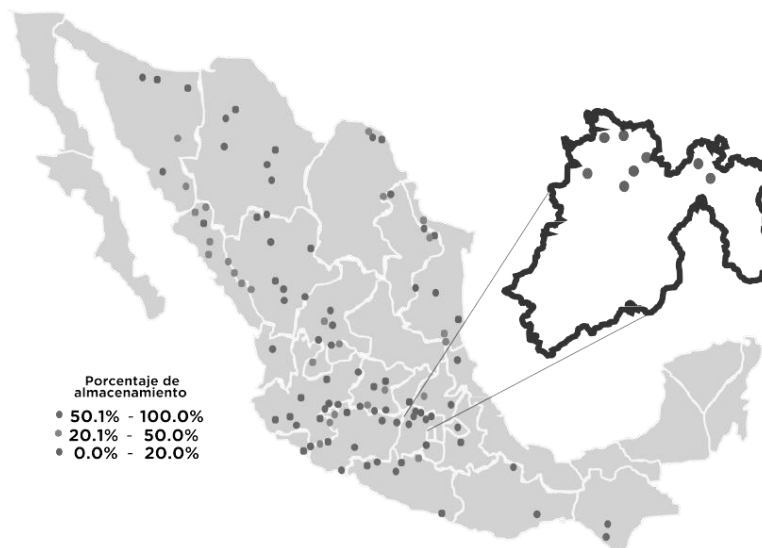 Porcentaje de
almacenamiento
50.1% - 100.0%
20.1% - 50.0%
0.0% - 20.0%